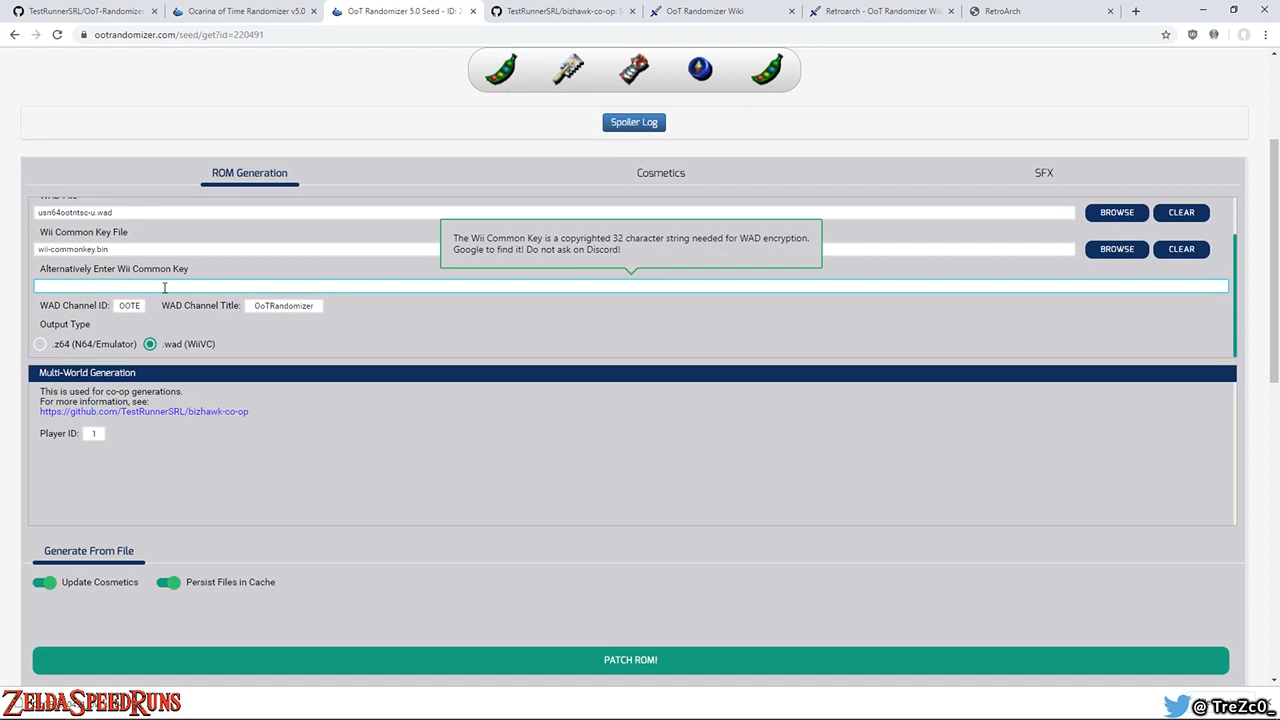 TestRunnerSRL/OoT-Randomizer
Ocarina of Time Randomizer v5.0
OoT Randomizer 5.0 Seed - ID: 2
TestRunnerSRL/bizhawk-co-op: S
OoT Randomizer Wiki
Retroarch - OoT Randomizer Wiki
RetroArch
ootrandomizer.com/seed/get?id=220491
Spoiler Log
ROM Generation
Cosmetics
SFX
WAD File
usn64ootntsc-u.wad
BROWSE
CLEAR
Wii Common Key File
wii-commonkey.bin
BROWSE
CLEAR
The Wii Common Key is a copyrighted 32 character string needed for WAD encryption.
Google to find it! Do not ask on Discord!
Alternatively Enter Wii Common Key
WAD Channel ID: OOTE WAD Channel Title: OoTRandomizer
Output Type
.z64 (N64/Emulator) .wad (WiiVC)
Multi-World Generation
This is used for co-op generations.
For more information, see:
https://github.com/TestRunnerSRL/bizhawk-co-op
Player ID: 1
Generate From File
Update Cosmetics Persist Files in Cache
PATCH ROM!
ZELDASPEEDRUNS
@TreZc0_